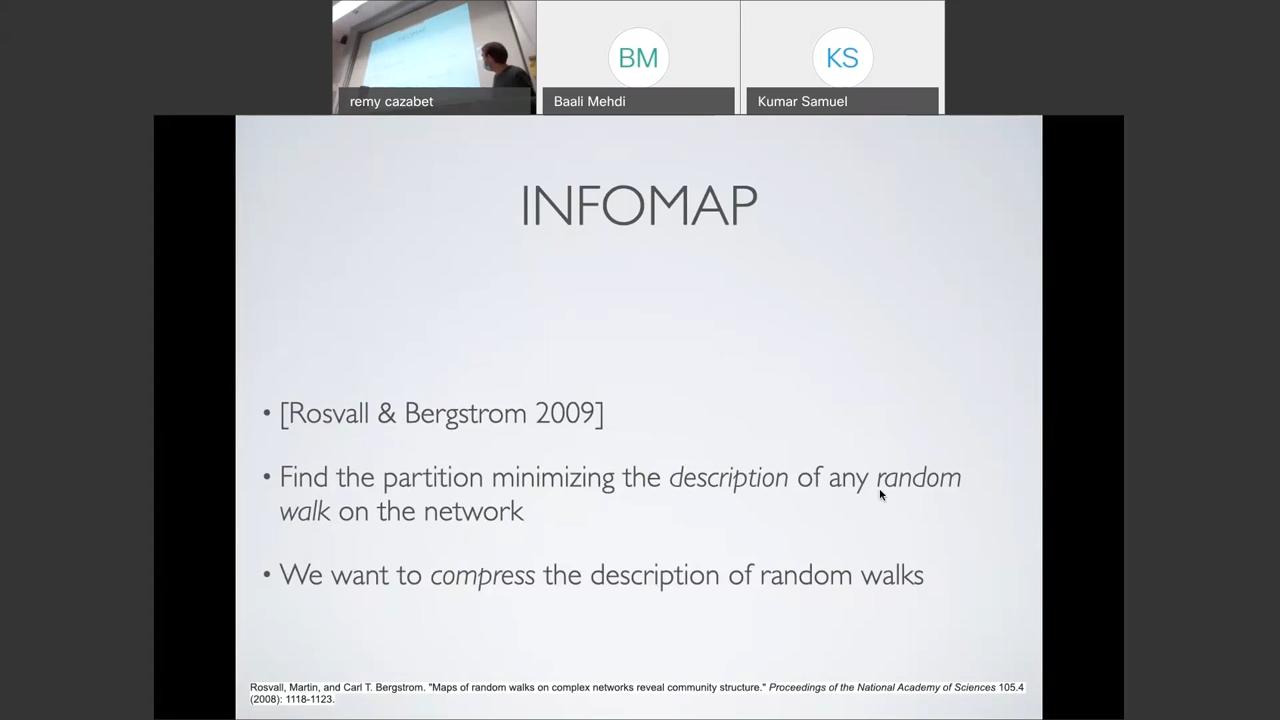 BM
KS
remy cazabet
Baali Mehdi
Kumar Samuel
INFOMAP
• [Rosvall & Bergstrom 2009]
• Find the partition minimizing the description of any random
walk on the network
• We want to compress the description of random walks
Rosvall, Martin, and Carl T. Bergstrom. "Maps of random walks on complex networks reveal community structure." Proceedings of the National Academy of Sciences 105.4
(2008): 1118-1123.